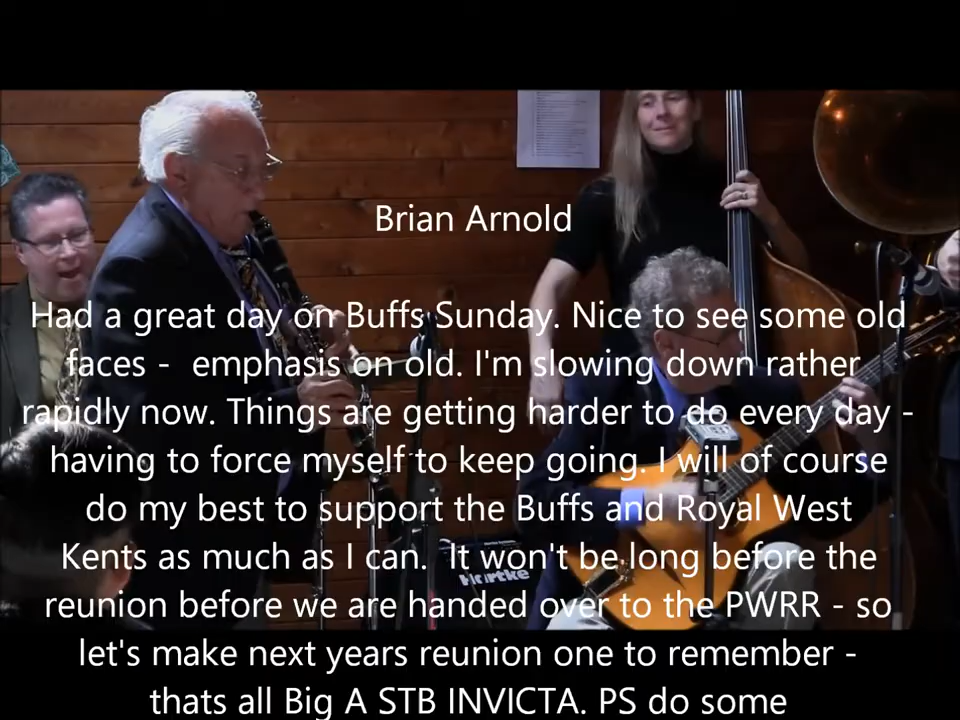 Brian Arnold
Had a great day on Buffs Sunday. Nice to see some old
faces -  emphasis on old. I'm slowing down rather
rapidly now. Things are getting harder to do every day -
having to force myself to keep going. I will of course
do my best to support the Buffs and Royal West
Kents as much as I can.  It won't be long before the
reunion before we are handed over to the PWRR - so
let's make next years reunion one to remember -
thats all Big A STB INVICTA. PS do some
Hartke